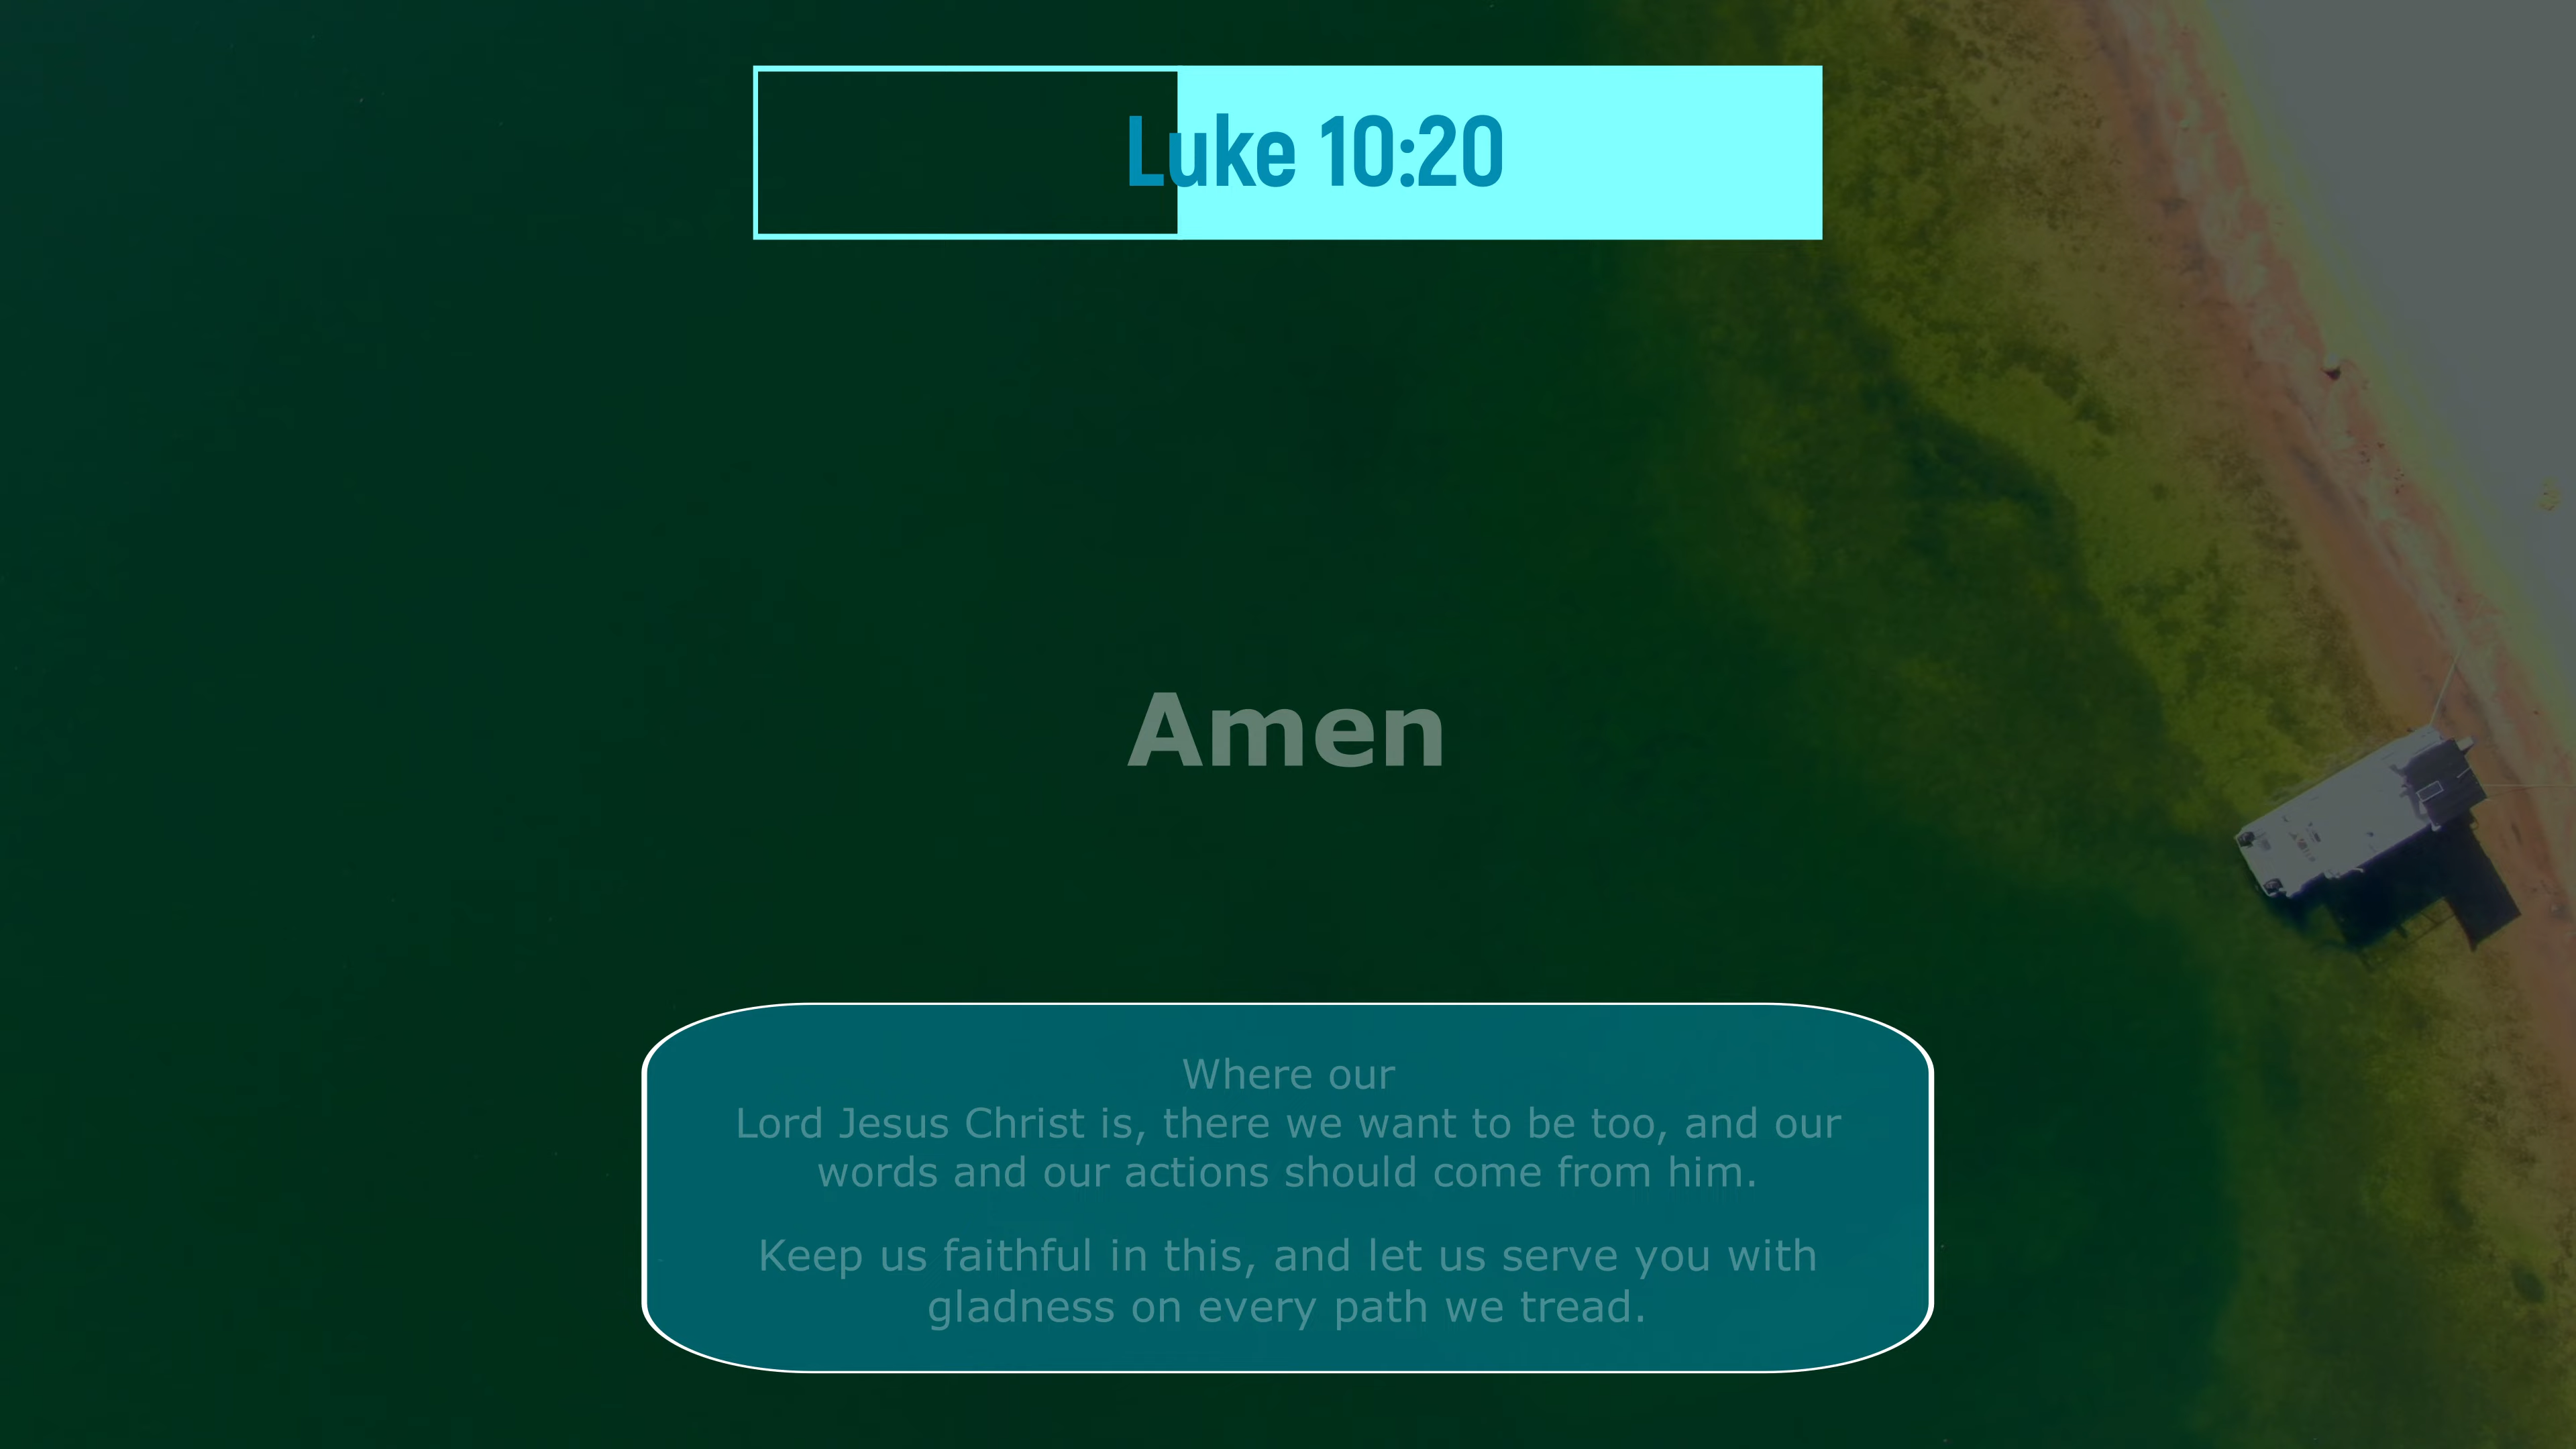 Luke 10:20
Amen
Where our
Lord Jesus Christ is, there we want to be too, and our
words and our actions should come from him.
Keep us faithful in this, and let us serve you with
gladness on every path we tread.